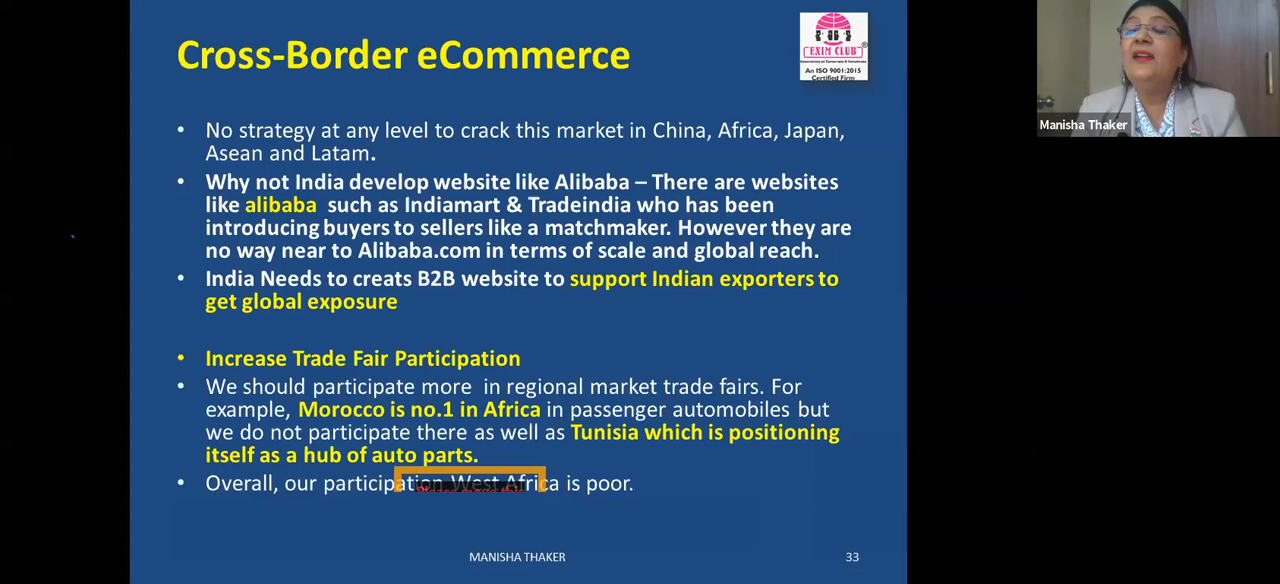 Cross-Border eCommerce
EXIM CLUB
®
An ISO 9001:2015
Certified Firm
Manisha Thaker
• No strategy at any level to crack this market in China, Africa, Japan,
Asean and Latam.
• Why not India develop website like Alibaba – There are websites
like alibaba such as Indiamart & Tradeindia who has been
introducing buyers to sellers like a matchmaker. However they are
no way near to Alibaba.com in terms of scale and global reach.
• India Needs to creats B2B website to support Indian exporters to
get global exposure
• Increase Trade Fair Participation
• We should participate more in regional market trade fairs. For
example, Morocco is no.1 in Africa in passenger automobiles but
we do not participate there as well as Tunisia which is positioning
itself as a hub of auto parts.
• Overall, our participation West Africa is poor.
MANISHA THAKER
33